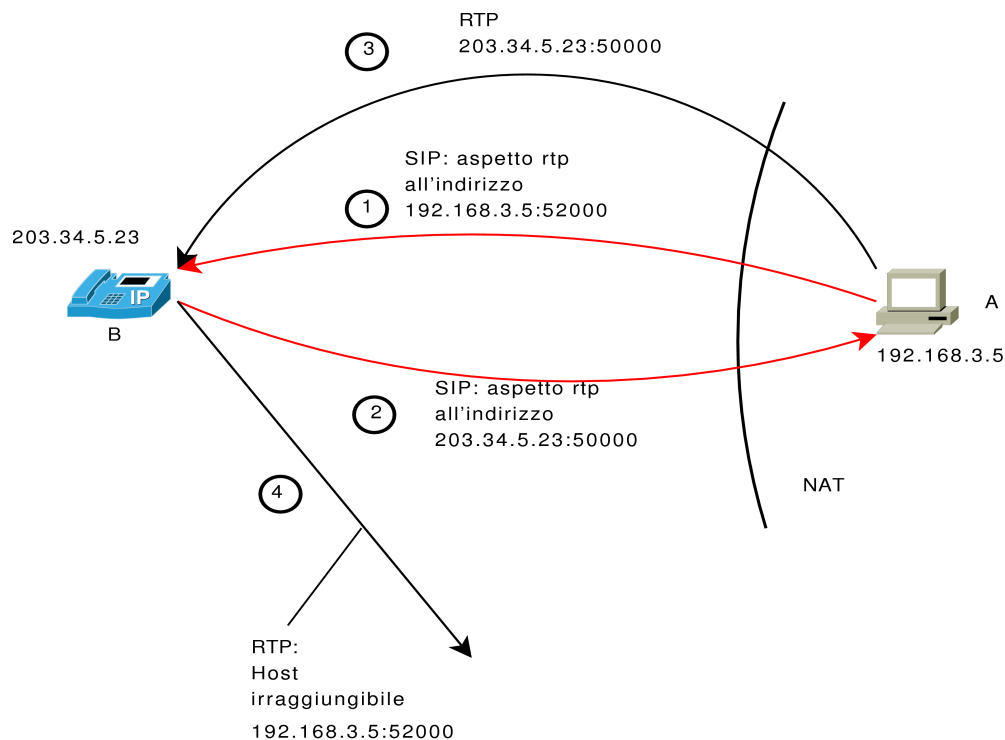 RTP
203.34.5.23:50000
3
SIP: aspetto rtp
all'indirizzo
192.168.3.5:52000
1
203.34.5.23
IP
B
A
192.168.3.5
SIP: aspetto rtp
all'indirizzo
203.34.5.23:50000
2
NAT
4
RTP:
Host
irraggiungibile
192.168.3.5:52000